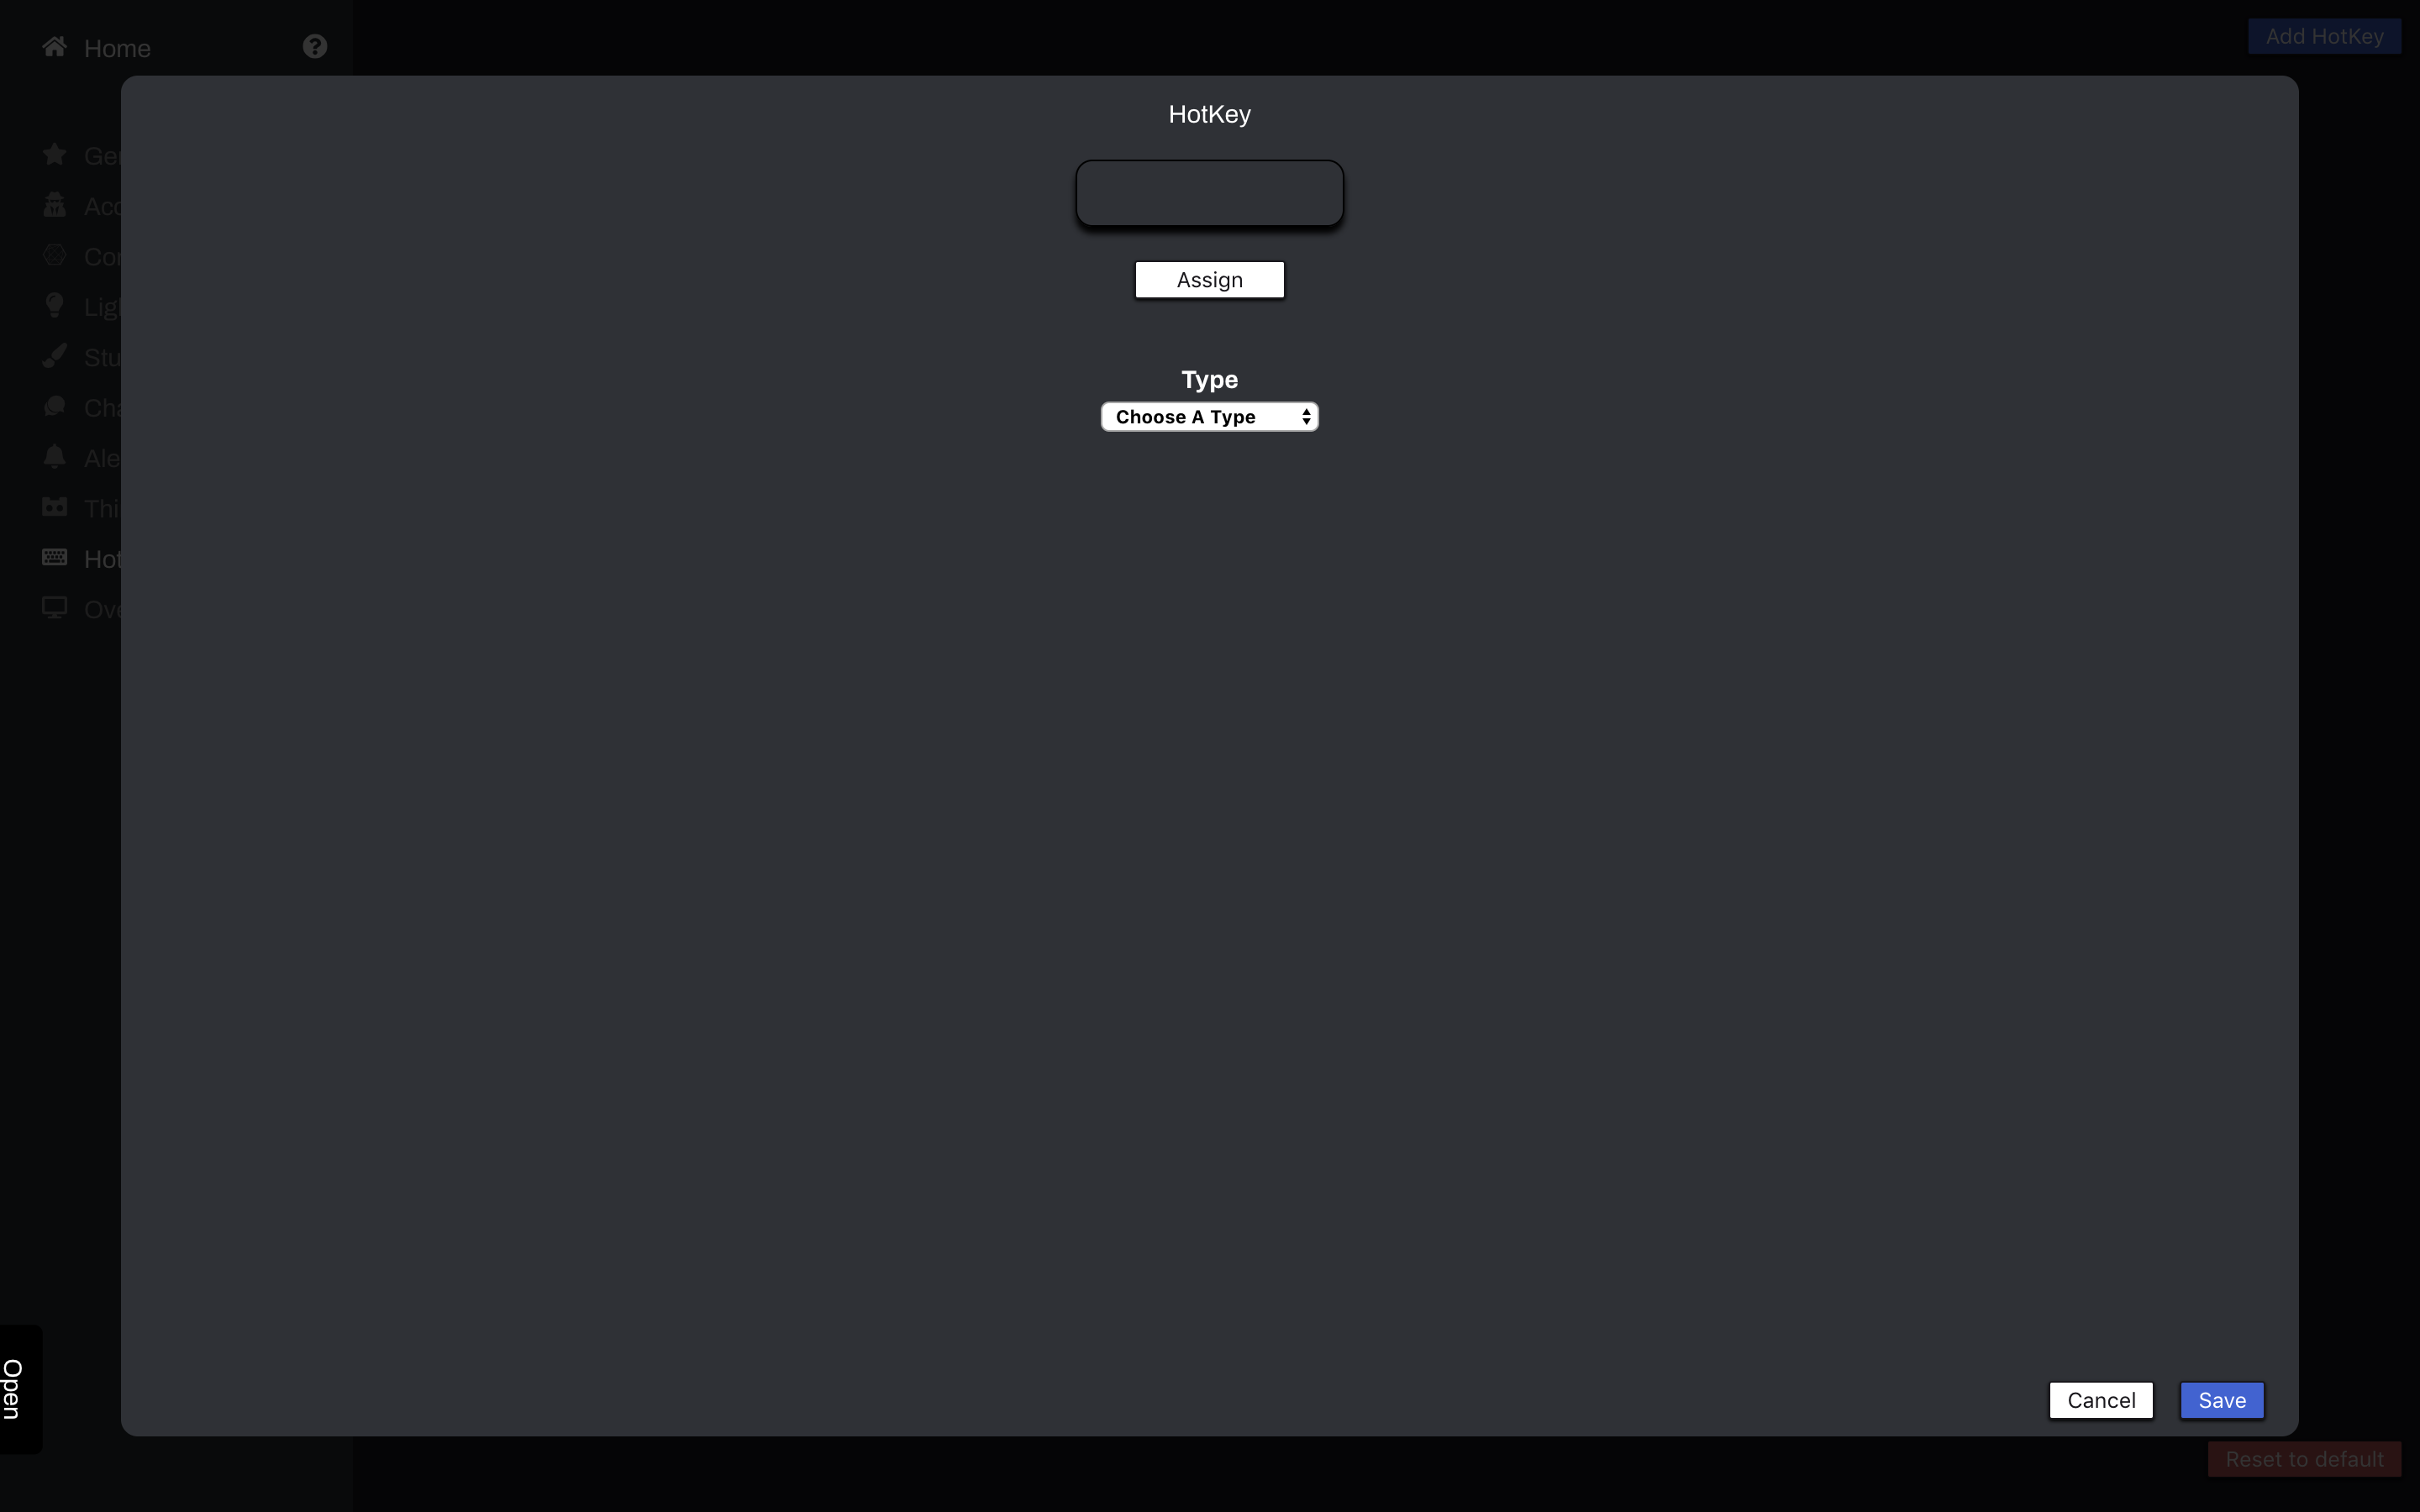 Home
Add HotKey
HotKey
Ge
Acc
Assign
Co
Lig
Stu
Type
Choose A Type
Cha
Ale
Thi
Hot
Ove
Open
Cancel
Save
Reset to default